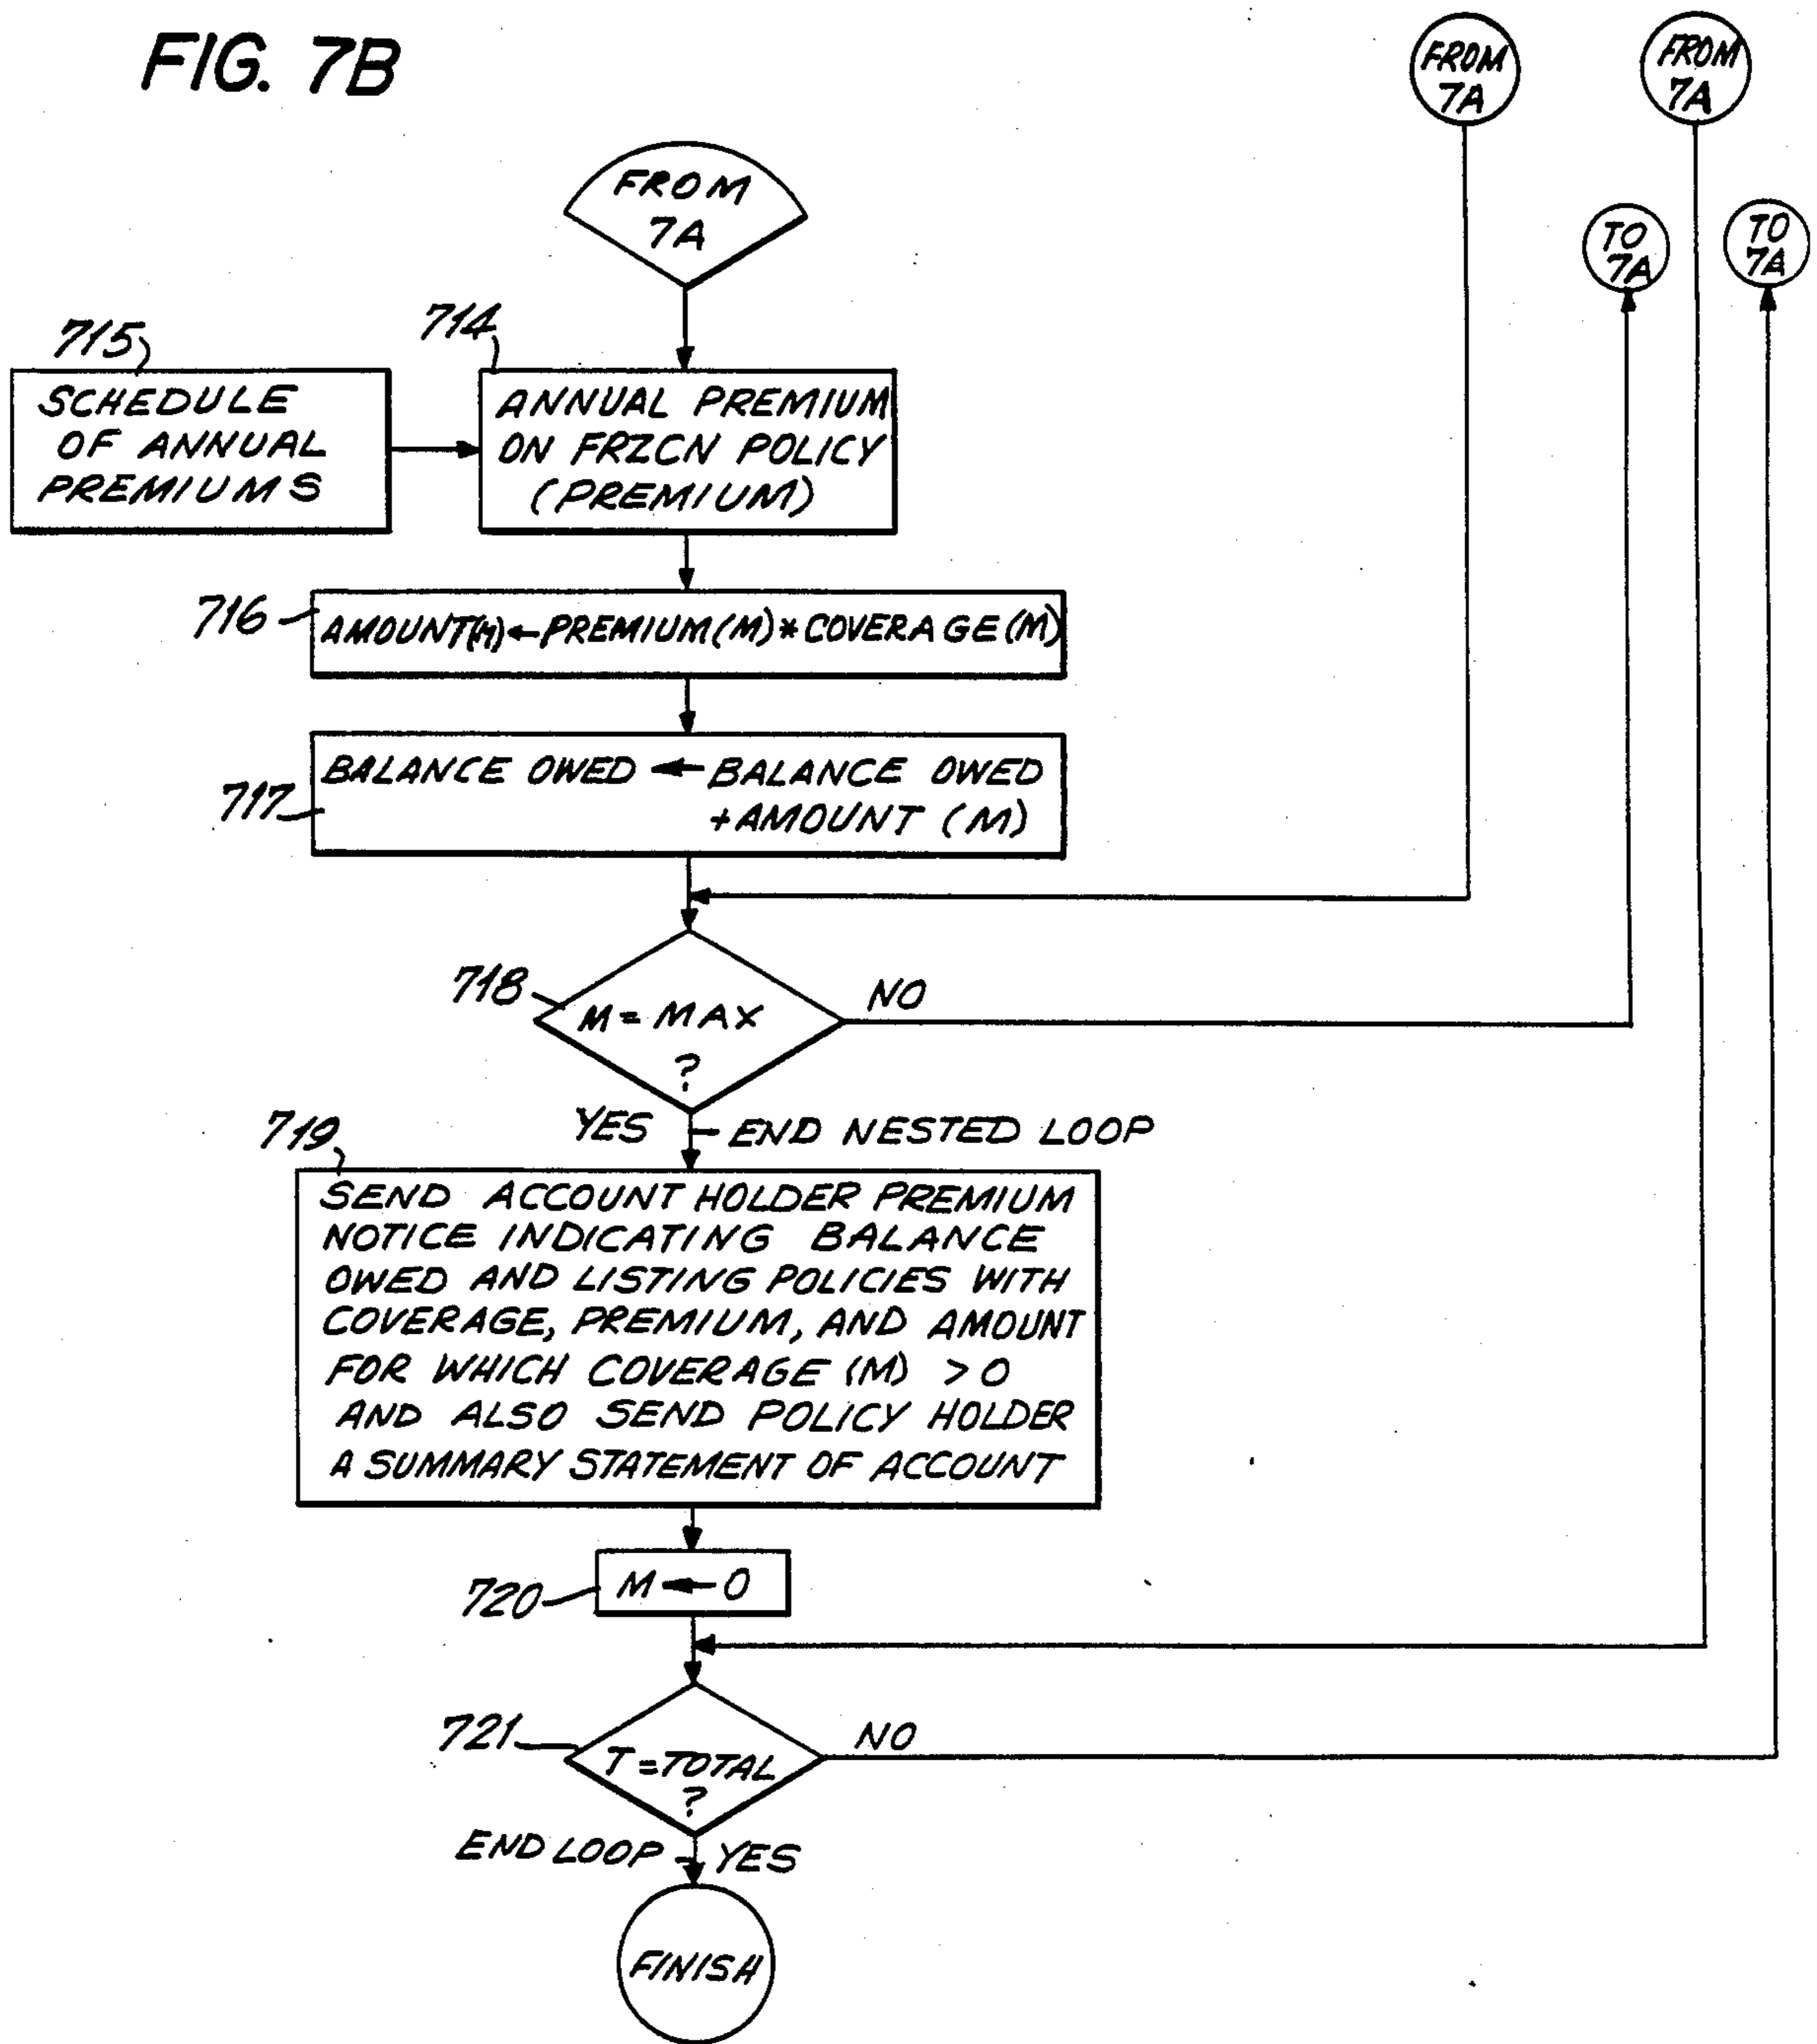 FIG. 7B
FROM
7A
FROM
7A
FROM
7A
TO
7A
TO
7A
715
714
SCHEDULE
OF ANNUAL
PREMIUMS
ANNUAL PREMIUM
ON FRZCN POLICY
(PREMIUM)
716
AMOUNT(M)←PREMIUM(M)*COVERAGE(M)
717
BALANCE OWED ← BALANCE OWED
+AMOUNT (M)
718
M = MAX
?
NO
YES
END NESTED LOOP
719
SEND ACCOUNT HOLDER PREMIUM
NOTICE INDICATING BALANCE
OWED AND LISTING POLICIES WITH
COVERAGE, PREMIUM, AND AMOUNT
FOR WHICH COVERAGE (M) > 0
AND ALSO SEND POLICY HOLDER
A SUMMARY STATEMENT OF ACCOUNT
720
M ← 0
721
T = TOTAL
?
NO
END LOOP
YES
FINISH